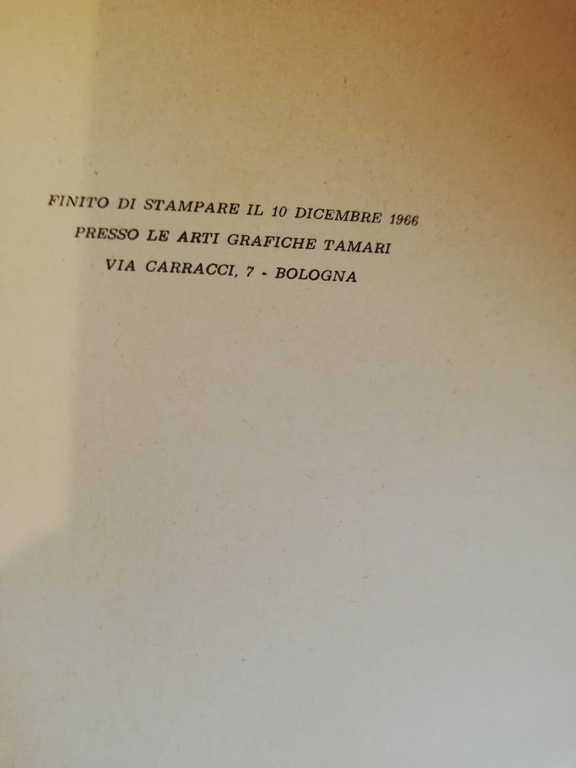 FINITO DI STAMPARE IL 10 DICEMBRE 1966
PRESSO LE ARTI GRAFICHE TAMARI
VIA CARRACCI, 7 - BOLOGNA